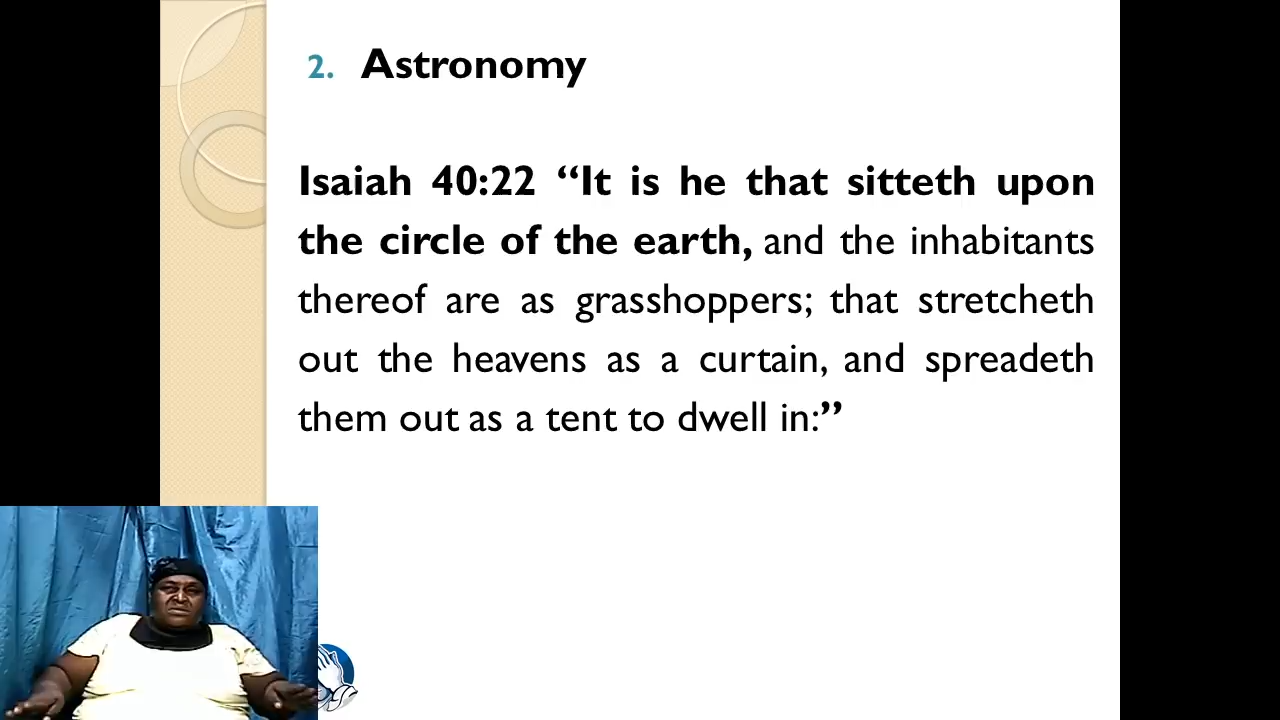 2. Astronomy
Isaiah 40:22 “It is he that sitteth upon
the circle of the earth, and the inhabitants
thereof are as grasshoppers; that stretcheth
out the heavens as a curtain, and spreadeth
them out as a tent to dwell in:”